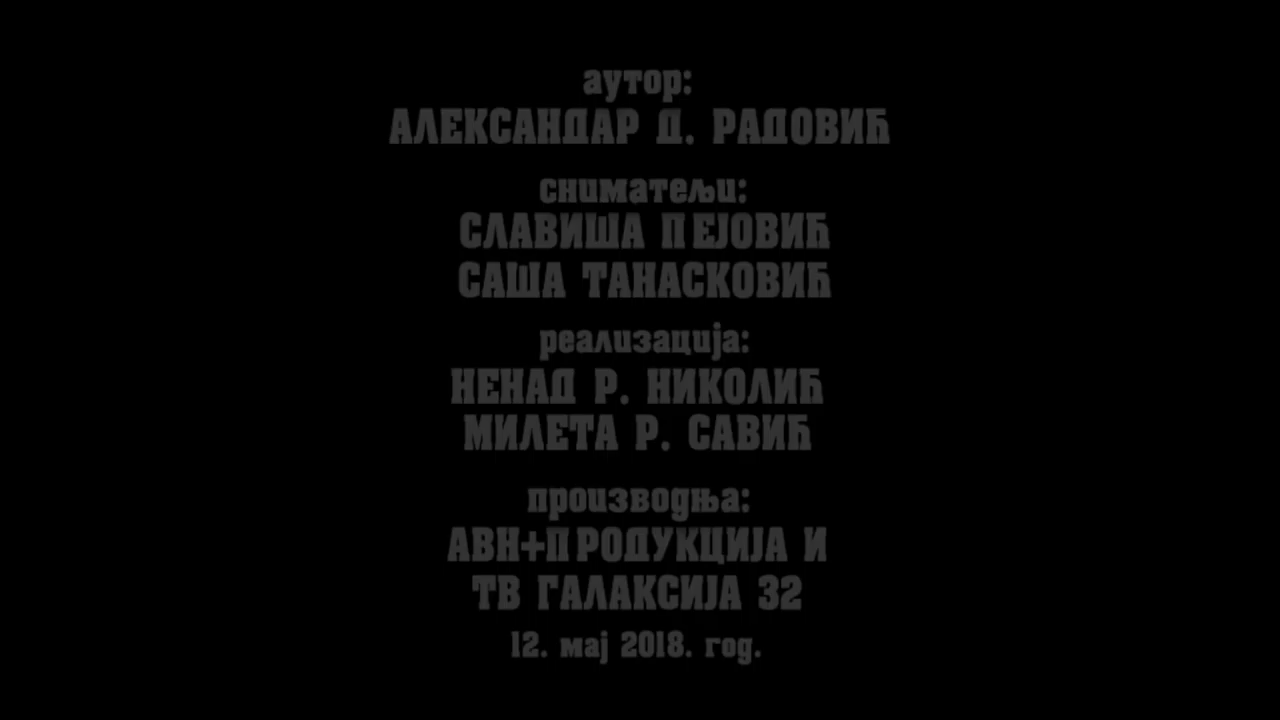 аутор:
АЛЕКСАНДАР Д. РАДОВИЋ
сниматељи:
СЛАВИША ПЕЈОВИЋ
САША ТАНАСКОВИЋ
реализација:
НЕНАД Р. НИКОЛИЋ
МИЛЕТА Р. САВИЋ
производња:
АВН+ПРОДУКЦИЈА И
ТВ ГАЛАКСИЈА 32
12. мај 2018. год.